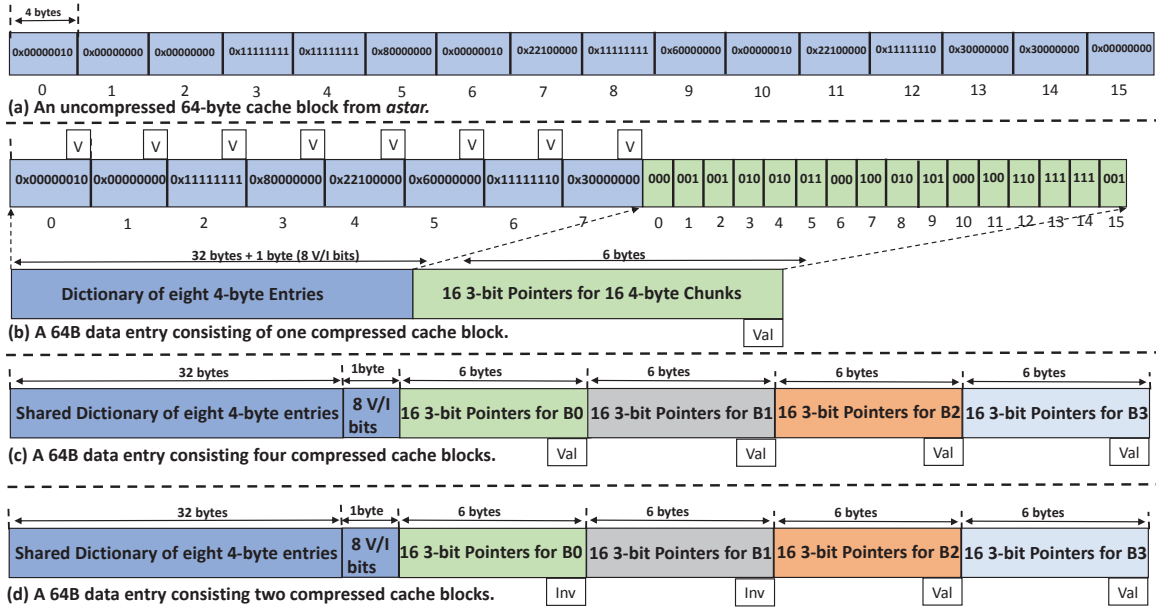 4 bytes
0x00000010 0x00000000 0x00000000 0x11111111 0x11111111 0x80000000 0x00000010 0x22100000 0x11111111 0x60000000 0x00000010 0x22100000 0x11111110 0x30000000 0x30000000 0x00000000
0 1 2 3 4 5 6 7 8 9 10 11 12 13 14 15
(a) An uncompressed 64-byte cache block from astar.
V V V V V V V V
0x00000010 0x00000000 0x11111111 0x80000000 0x22100000 0x60000000 0x11111110 0x30000000 000 001 001 010 010 011 000 100 010 101 000 100 110 111 111 001
0 1 2 3 4 5 6 7 0 1 2 3 4 5 6 7 8 9 10 11 12 13 14 15
32 bytes + 1 byte (8 V/I bits) 6 bytes
Dictionary of eight 4-byte Entries 16 3-bit Pointers for 16 4-byte Chunks
(b) A 64B data entry consisting of one compressed cache block. Val
32 bytes 1byte 6 bytes 6 bytes 6 bytes 6 bytes
Shared Dictionary of eight 4-byte entries 8 V/I bits 16 3-bit Pointers for B0 16 3-bit Pointers for B1 16 3-bit Pointers for B2 16 3-bit Pointers for B3
(c) A 64B data entry consisting four compressed cache blocks. Val Val Val Val
32 bytes 1byte 6 bytes 6 bytes 6 bytes 6 bytes
Shared Dictionary of eight 4-byte entries 8 V/I bits 16 3-bit Pointers for B0 16 3-bit Pointers for B1 16 3-bit Pointers for B2 16 3-bit Pointers for B3
(d) A 64B data entry consisting two compressed cache blocks. Inv Inv Val Val